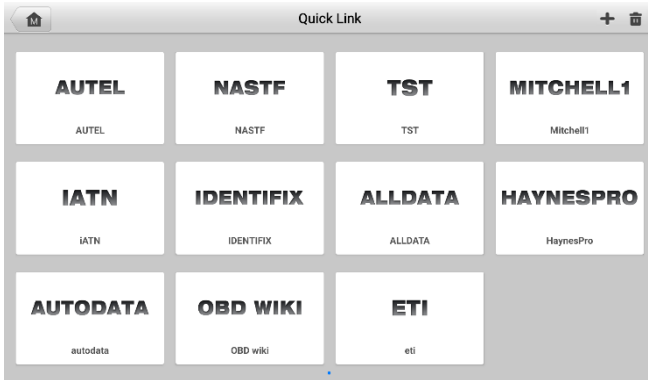 M
Quick Link
AUTEL
AUTEL
NASTF
NASTF
TST
TST
MITCHELL1
Mitchell1
IATN
iATN
IDENTIFIX
IDENTIFIX
ALLDATA
ALLDATA
HAYNESPRO
HaynesPro
AUTODATA
autodata
OBD WIKI
OBD wiki
ETI
eti